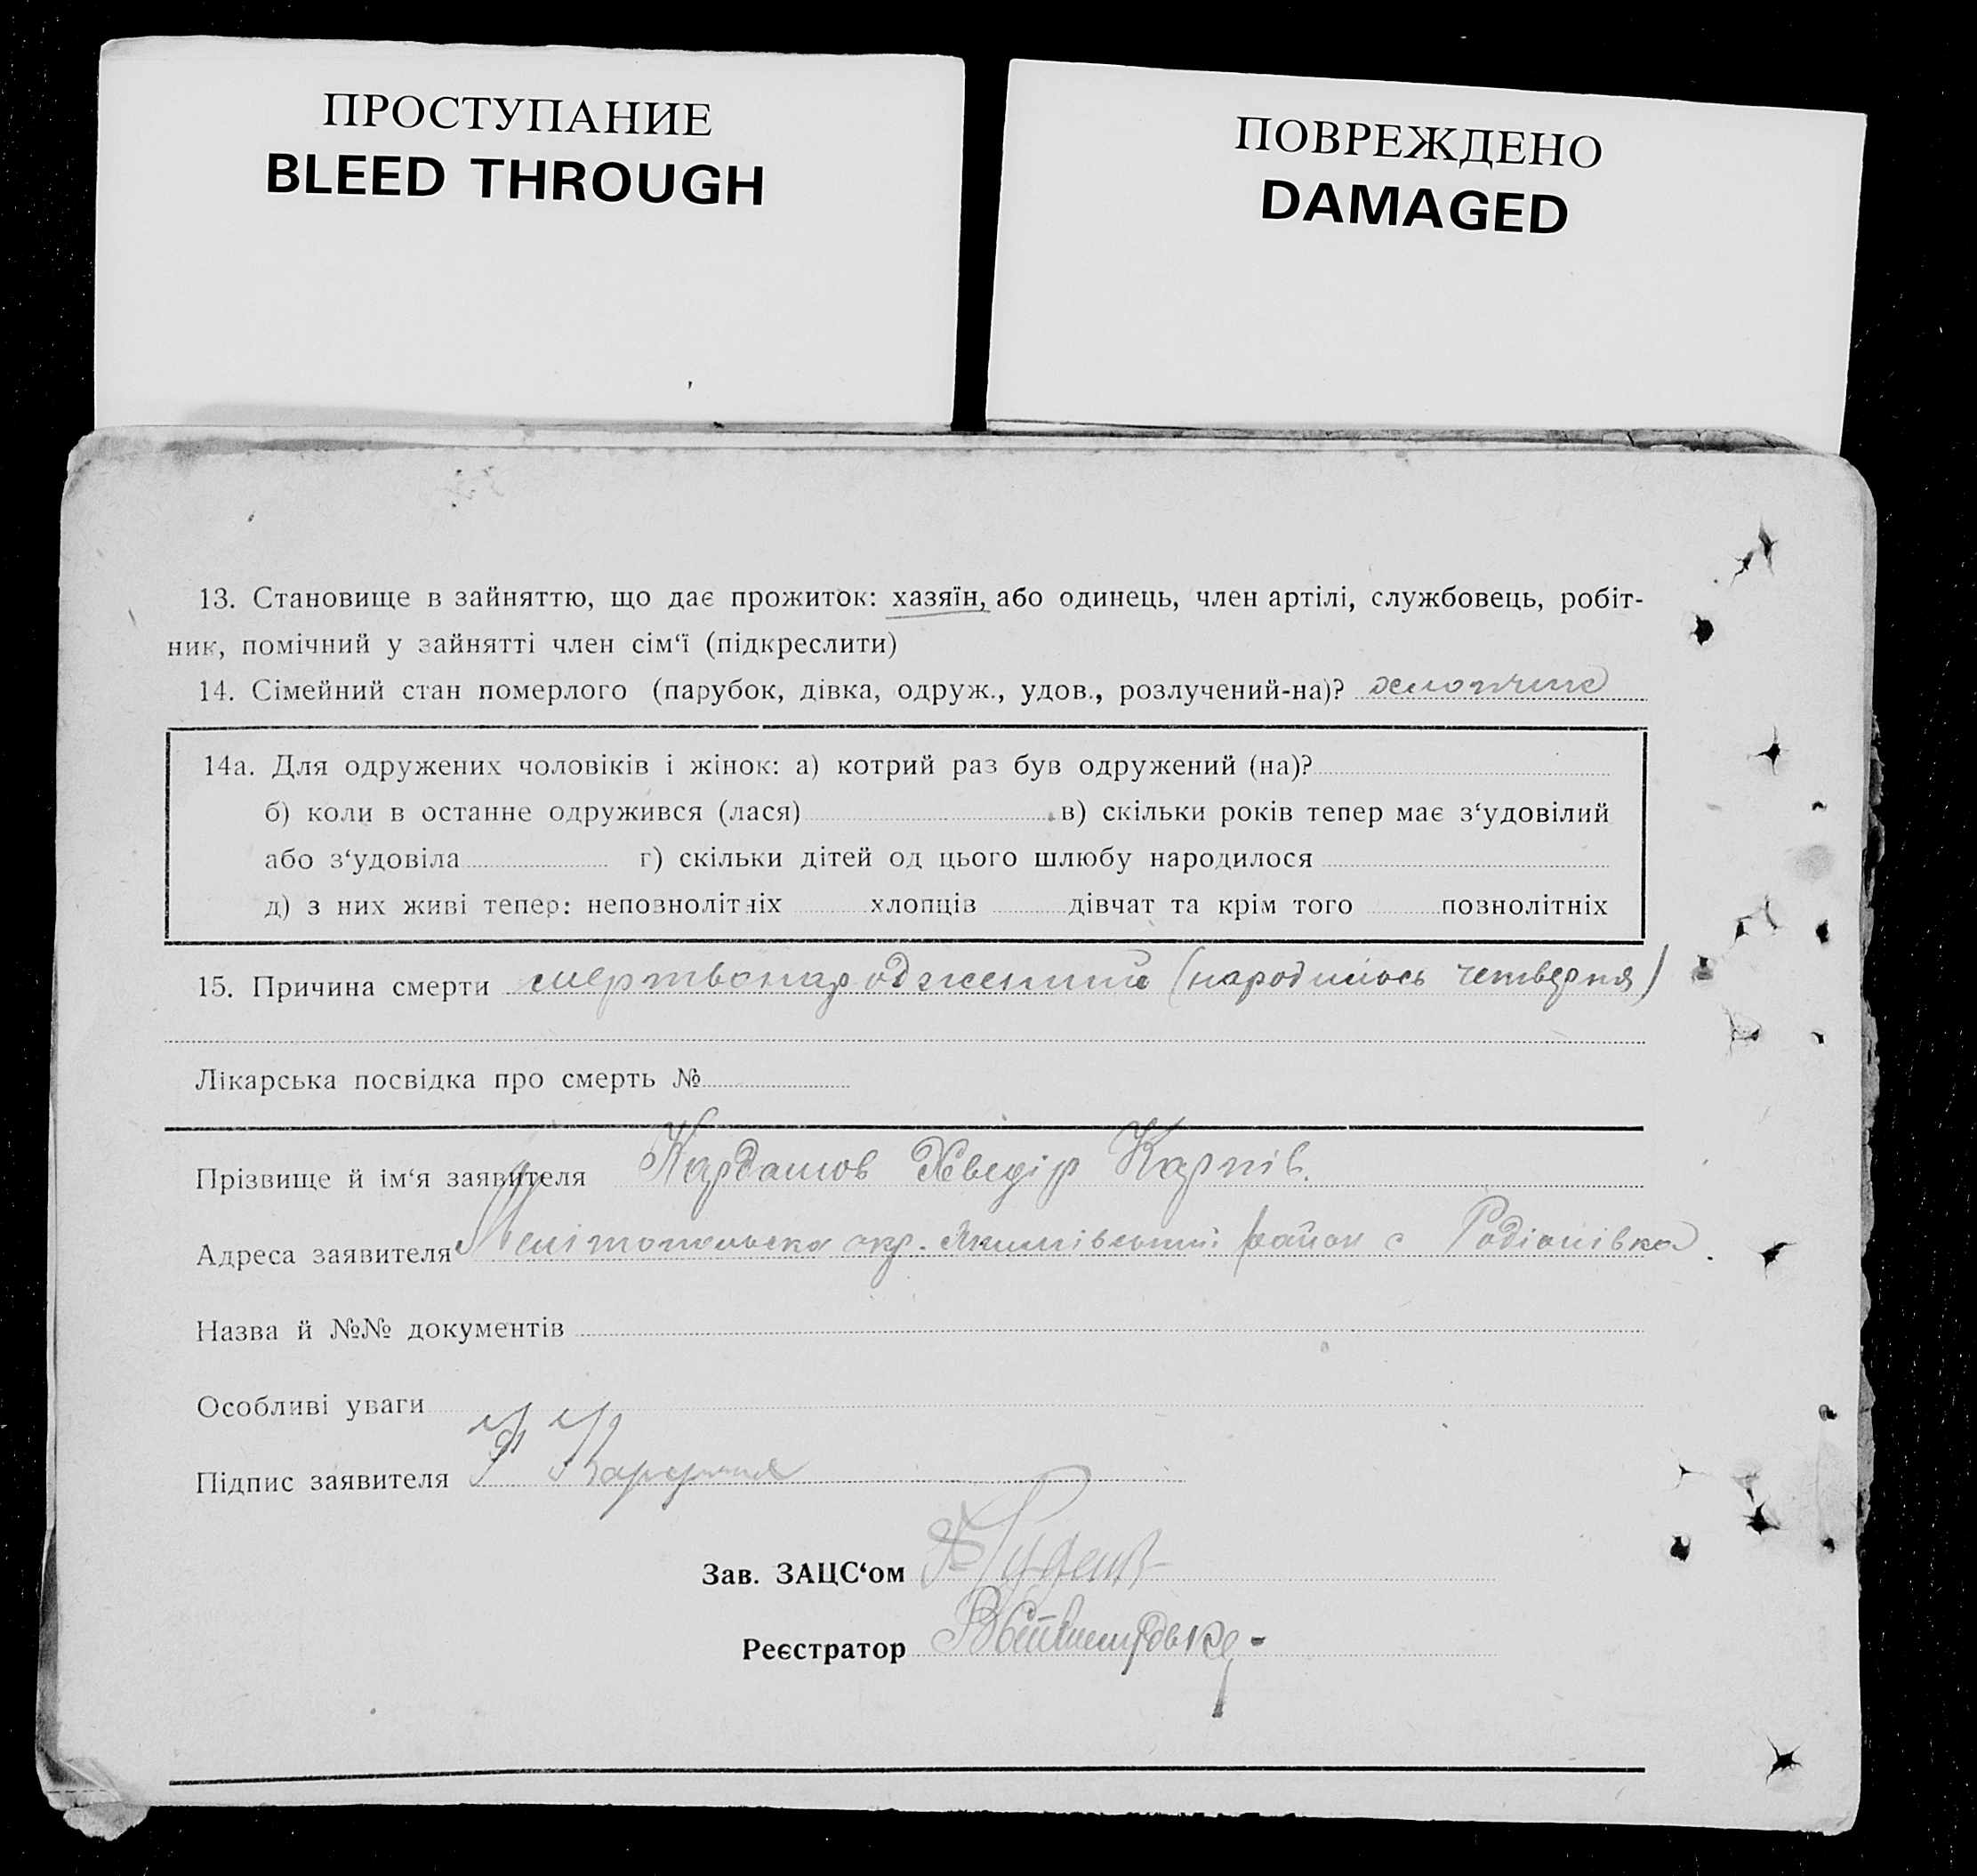 ПРОСТУПАНИЕ
BLEED THROUGH
ПОВРЕЖДЕНО
DAMAGED
13. Становище в зайняттю, що дає прожиток: хазяїн, або одинець, член артілі, службовець, робіт-
ник, помічний у зайнятті член сім‘ї (підкреслити)
14. Сімейний стан померлого (парубок, дівка, одруж., удов., розлучений-на)? хлопчик
14а. Для одружених чоловіків і жінок: а) котрий раз був одружений (на)?
б) коли в останне одружився (лася) в) скільки років тепер має з‘удовілий
або з‘удовіла г) скільки дітей од цього шлюбу народилося
д) з них живі тепер: неповнолітніх хлопців дівчат та крім того повнолітніх
15. Причина смерти мертвонароджений (народилось четверня)
Лікарська посвідка про смерть №
Прізвище й ім‘я заявителя Кардашов Хведір Карпів.
Адреса заявителя Мелітопольска окр. Якимівський район с Родіонівка.
Назва й №№ документів
Особливі уваги
Підпис заявителя
Зав. ЗАЦС‘ом
Реєстратор